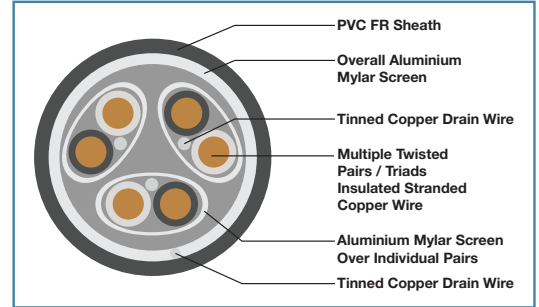 PVC FR Sheath
Overall Aluminium
Mylar Screen
Tinned Copper Drain Wire
Multiple Twisted
Pairs / Triads
Insulated Stranded
Copper Wire
Aluminium Mylar Screen
Over Individual Pairs
Tinned Copper Drain Wire